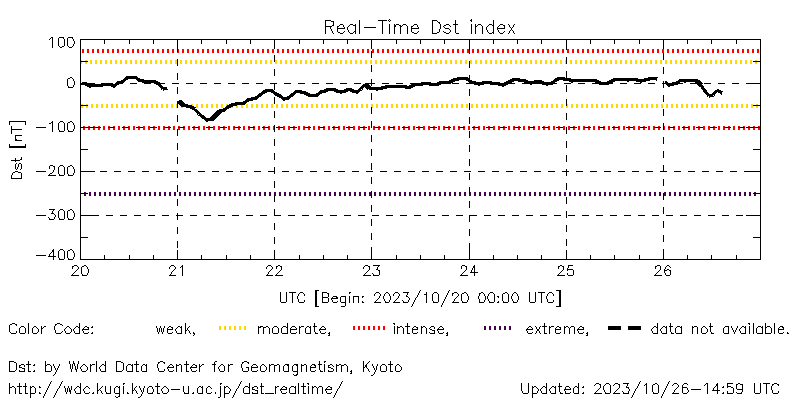 Real-Time Dst index
100
0
-100
-200
-300
-400
Dst [nT]
20 21 22 23 24 25 26
UTC [Begin: 2023/10/20 00:00 UTC]
Color Code: weak, moderate, intense, extreme, data not available.
Dst: by World Data Center for Geomagnetism, Kyoto
http://wdc.kugi.kyoto-u.ac.jp/dst_realtime/ Updated: 2023/10/26-14:59 UTC